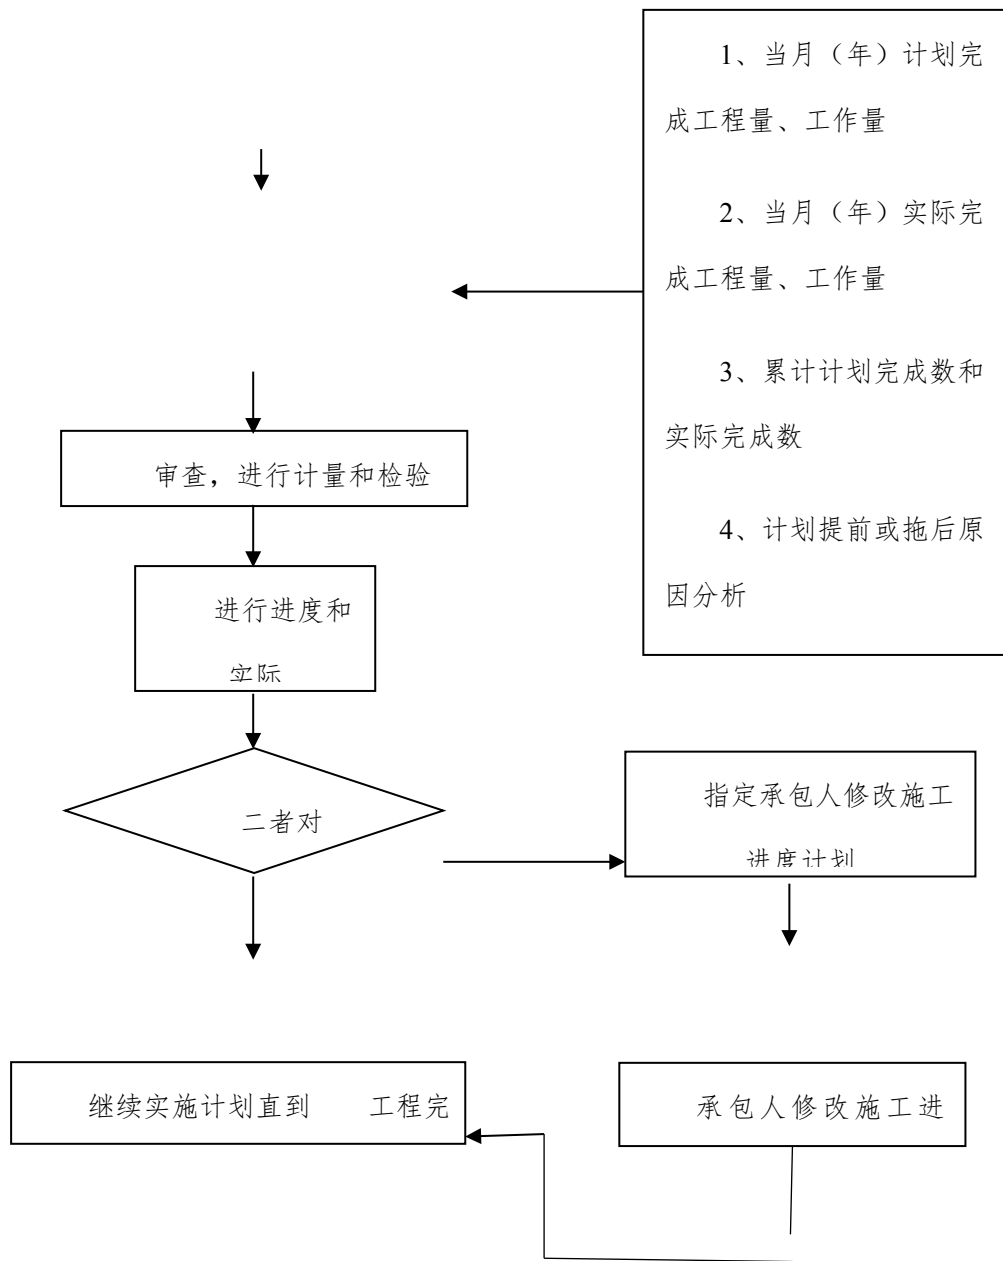 1、当月（年）计划完
成工程量、工作量
2、当月（年）实际完
成工程量、工作量
3、累计计划完成数和
实际完成数
4、计划提前或拖后原
因分析
审查，进行计量和检验
进行进度和
实际
二者对
指定承包人修改施工
进度计划
继续实施计划直到 工程完
承包人修改施工进